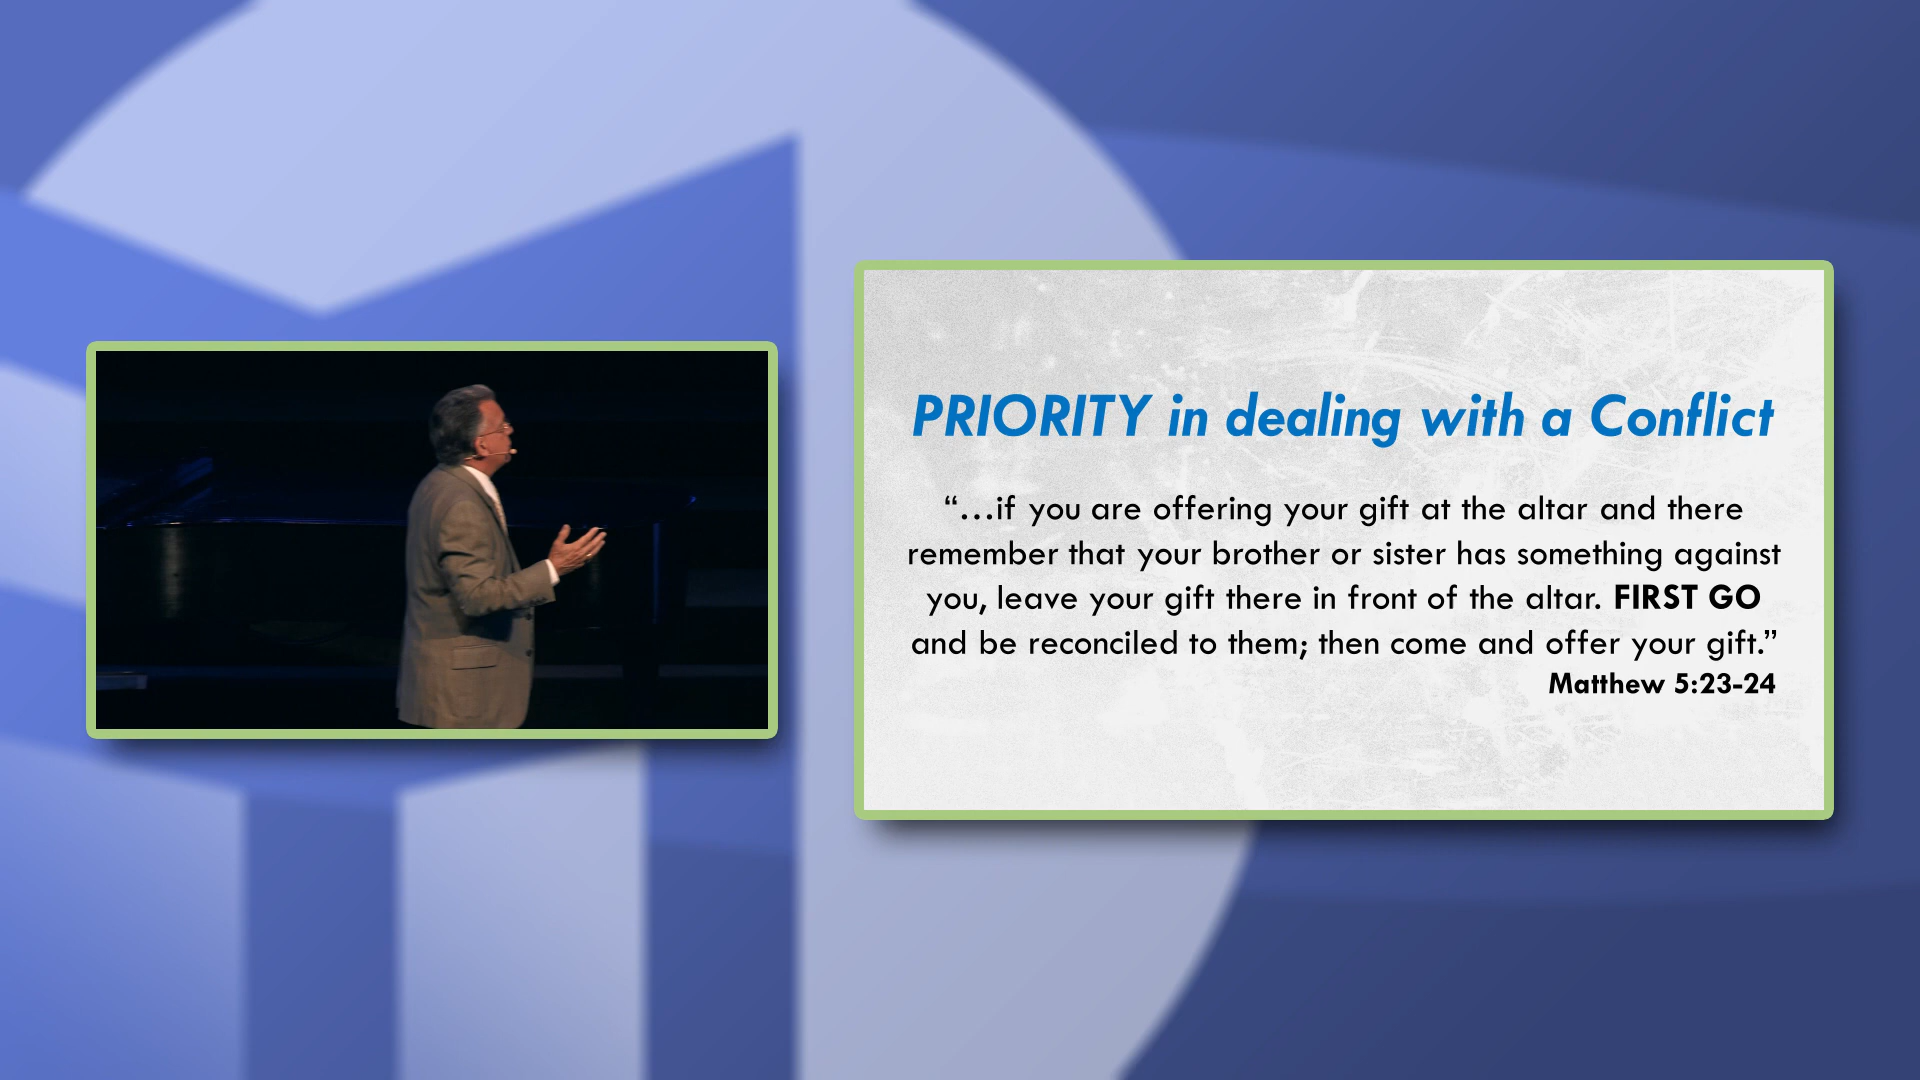 PRIORITY in dealing with a Conflict
“…if you are offering your gift at the altar and there
remember that your brother or sister has something against
you, leave your gift there in front of the altar. FIRST GO
and be reconciled to them; then come and offer your gift.”
Matthew 5:23-24